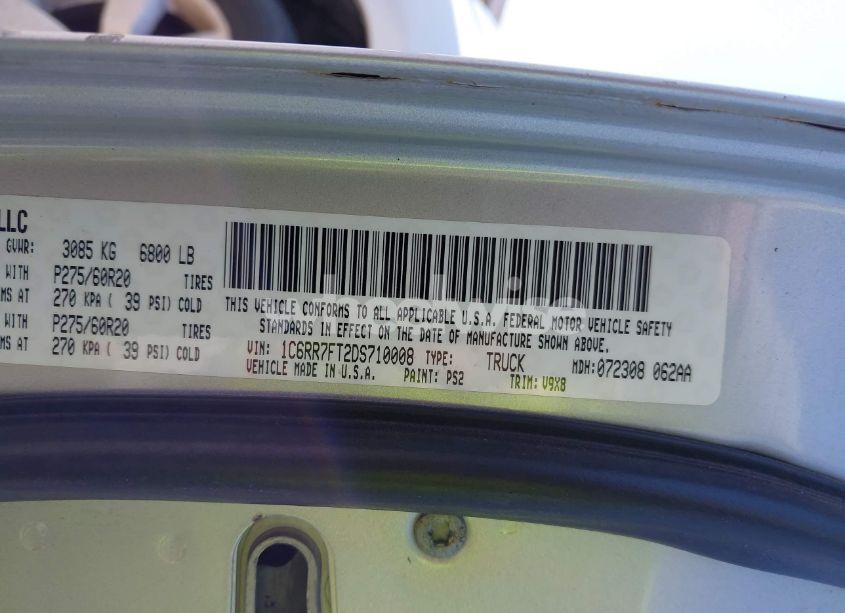 LLC
GVWR: 3085 KG 6800 LB
WITH P275/60R20 TIRES
MS AT 270 KPA ( 39 PSI) COLD
WITH P275/60R20 TIRES
MS AT 270 KPA ( 39 PSI) COLD
THIS VEHICLE CONFORMS TO ALL APPLICABLE U.S.A. FEDERAL MOTOR VEHICLE SAFETY
STANDARDS IN EFFECT ON THE DATE OF MANUFACTURE SHOWN ABOVE.
VIN: 1C6RR7FT2DS710008 TYPE: TRUCK MDH: 072308 062AA
VEHICLE MADE IN U.S.A. PAINT: PS2 TRIM: V9X8